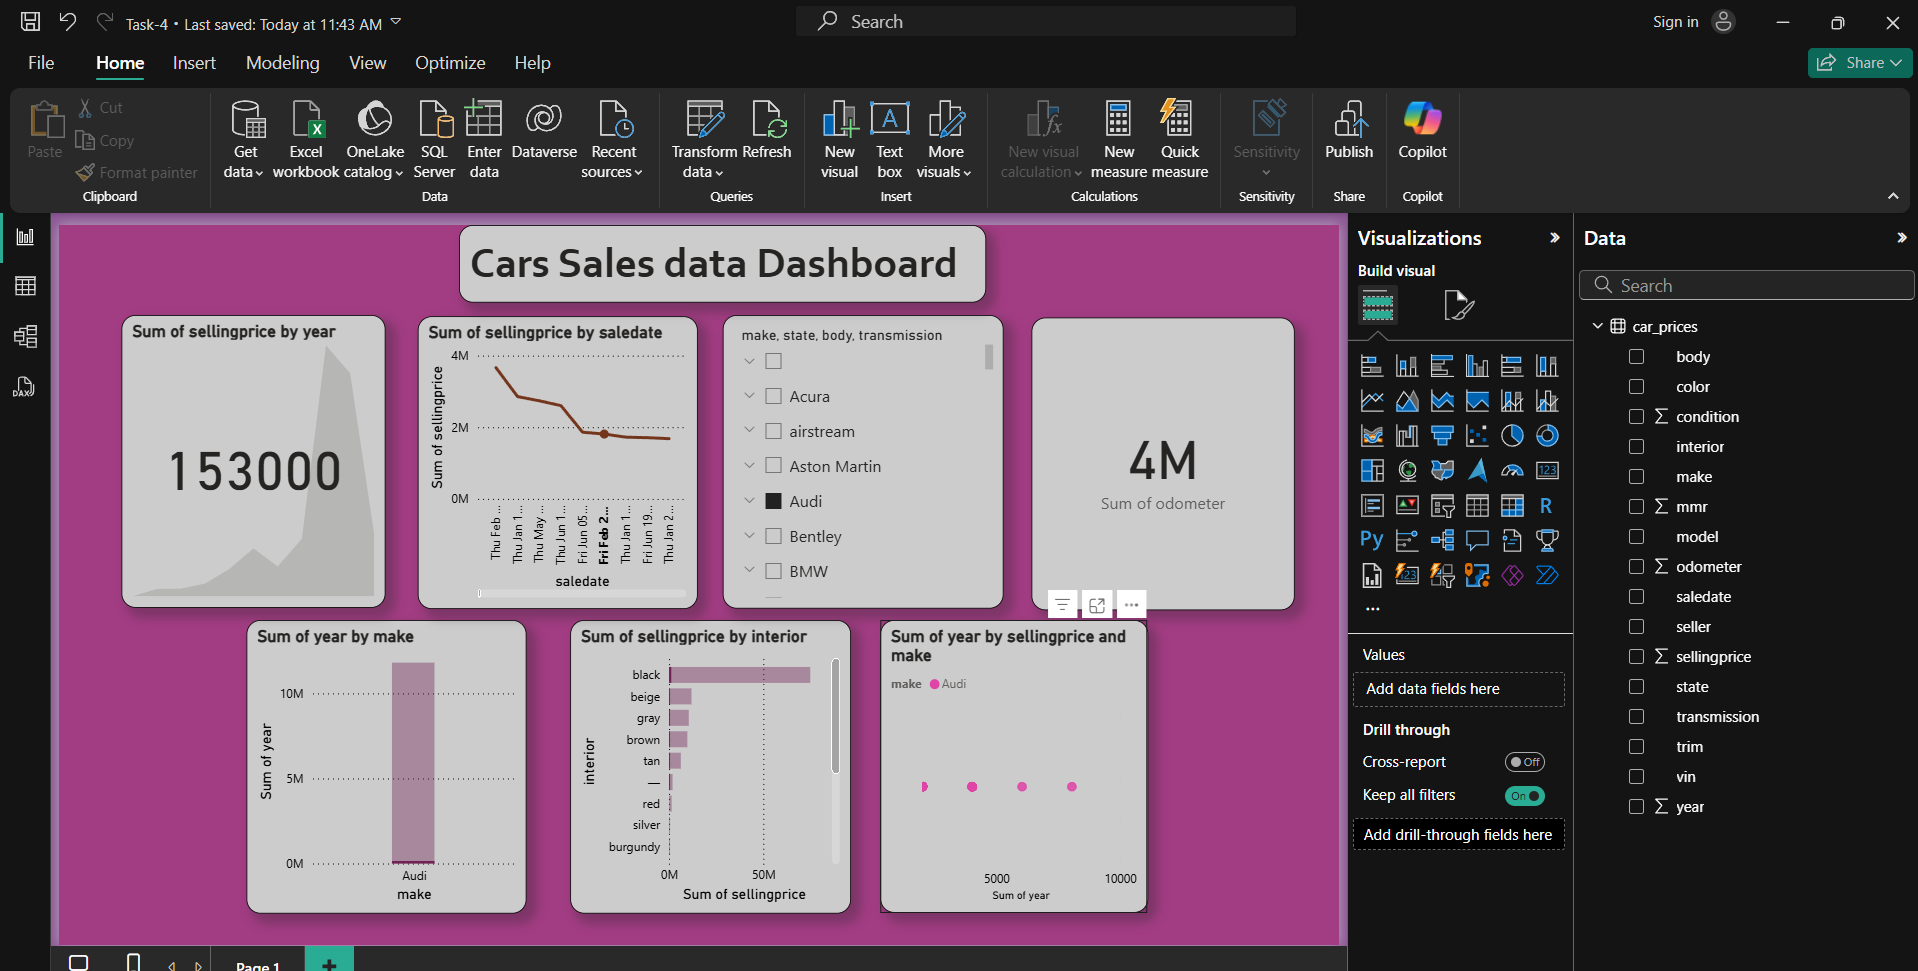 Task-4 • Last saved: Today at 11:43 AM
Search
Sign in
File Home Insert Modeling View Optimize Help
Share
Paste
Cut
Copy
Format painter
Clipboard
Get data
Excel workbook
OneLake catalog
SQL Server
Enter data
Dataverse
Recent sources
Data
Transform data
Refresh
Queries
New visual
Text box
More visuals
Insert
New visual calculation
New measure
Quick measure
Calculations
Sensitivity
Sensitivity
Publish
Share
Copilot
Copilot
DAX
Cars Sales data Dashboard
Sum of sellingprice by year
153000
Sum of sellingprice by saledate
Sum of sellingprice
4M
2M
0M
Thu Feb ...
Thu Jan 1...
Thu May ...
Thu Jun 1...
Fri Jun 05...
Fri Feb 2...
Thu Jan 1...
Fri Jun 19...
Thu Jan 2...
saledate
make, state, body, transmission
Acura
airstream
Aston Martin
Audi
Bentley
BMW
4M
Sum of odometer
Sum of year by make
Sum of year
10M
5M
0M
Audi
make
Sum of sellingprice by interior
interior
black
beige
gray
brown
tan
—
red
silver
burgundy
0M 50M
Sum of sellingprice
Sum of year by sellingprice and
make
make Audi
5000 10000
Sum of year
Page 1
Visualizations
Build visual
123
R
Py
123
...
Values
Add data fields here
Drill through
Cross-report Off
Keep all filters On
Add drill-through fields here
Data
Search
car_prices
body
color
∑ condition
interior
make
∑ mmr
model
∑ odometer
saledate
seller
∑ sellingprice
state
transmission
trim
vin
∑ year